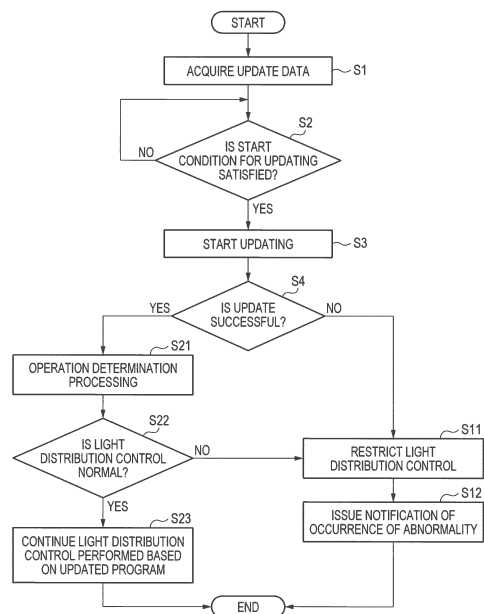 START
ACQUIRE UPDATE DATA
S1
S2
IS START
CONDITION FOR UPDATING
SATISFIED?
NO
YES
START UPDATING
S3
S4
IS UPDATE
SUCCESSFUL?
YES
NO
S21
OPERATION DETERMINATION
PROCESSING
S22
IS LIGHT
DISTRIBUTION CONTROL
NORMAL?
NO
YES
S11
RESTRICT LIGHT
DISTRIBUTION CONTROL
S12
ISSUE NOTIFICATION OF
OCCURRENCE OF ABNORMALITY
S23
CONTINUE LIGHT DISTRIBUTION
CONTROL PERFORMED BASED
ON UPDATED PROGRAM
END